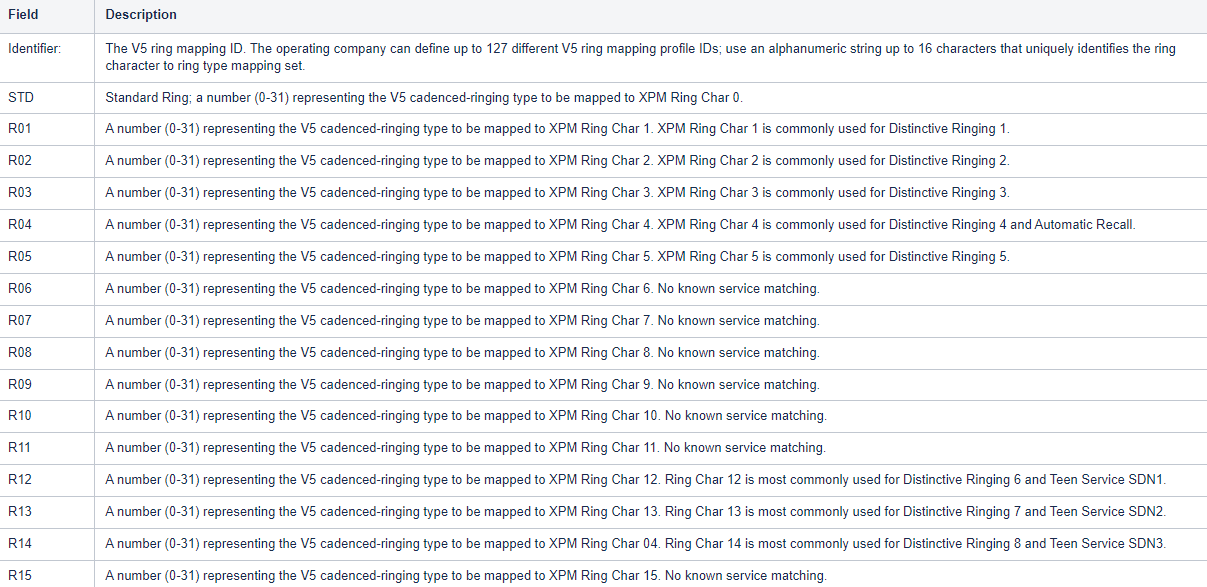 Field Description
Identifier: The V5 ring mapping ID. The operating company can define up to 127 different V5 ring mapping profile IDs; use an alphanumeric string up to 16 characters that uniquely identifies the ring
character to ring type mapping set.
STD Standard Ring; a number (0-31) representing the V5 cadenced-ringing type to be mapped to XPM Ring Char 0.
R01 A number (0-31) representing the V5 cadenced-ringing type to be mapped to XPM Ring Char 1. XPM Ring Char 1 is commonly used for Distinctive Ringing 1.
R02 A number (0-31) representing the V5 cadenced-ringing type to be mapped to XPM Ring Char 2. XPM Ring Char 2 is commonly used for Distinctive Ringing 2.
R03 A number (0-31) representing the V5 cadenced-ringing type to be mapped to XPM Ring Char 3. XPM Ring Char 3 is commonly used for Distinctive Ringing 3.
R04 A number (0-31) representing the V5 cadenced-ringing type to be mapped to XPM Ring Char 4. XPM Ring Char 4 is commonly used for Distinctive Ringing 4 and Automatic Recall.
R05 A number (0-31) representing the V5 cadenced-ringing type to be mapped to XPM Ring Char 5. XPM Ring Char 5 is commonly used for Distinctive Ringing 5.
R06 A number (0-31) representing the V5 cadenced-ringing type to be mapped to XPM Ring Char 6. No known service matching.
R07 A number (0-31) representing the V5 cadenced-ringing type to be mapped to XPM Ring Char 7. No known service matching.
R08 A number (0-31) representing the V5 cadenced-ringing type to be mapped to XPM Ring Char 8. No known service matching.
R09 A number (0-31) representing the V5 cadenced-ringing type to be mapped to XPM Ring Char 9. No known service matching.
R10 A number (0-31) representing the V5 cadenced-ringing type to be mapped to XPM Ring Char 10. No known service matching.
R11 A number (0-31) representing the V5 cadenced-ringing type to be mapped to XPM Ring Char 11. No known service matching.
R12 A number (0-31) representing the V5 cadenced-ringing type to be mapped to XPM Ring Char 12. Ring Char 12 is most commonly used for Distinctive Ringing 6 and Teen Service SDN1.
R13 A number (0-31) representing the V5 cadenced-ringing type to be mapped to XPM Ring Char 13. Ring Char 13 is most commonly used for Distinctive Ringing 7 and Teen Service SDN2.
R14 A number (0-31) representing the V5 cadenced-ringing type to be mapped to XPM Ring Char 04. Ring Char 14 is most commonly used for Distinctive Ringing 8 and Teen Service SDN3.
R15 A number (0-31) representing the V5 cadenced-ringing type to be mapped to XPM Ring Char 15. No known service matching.